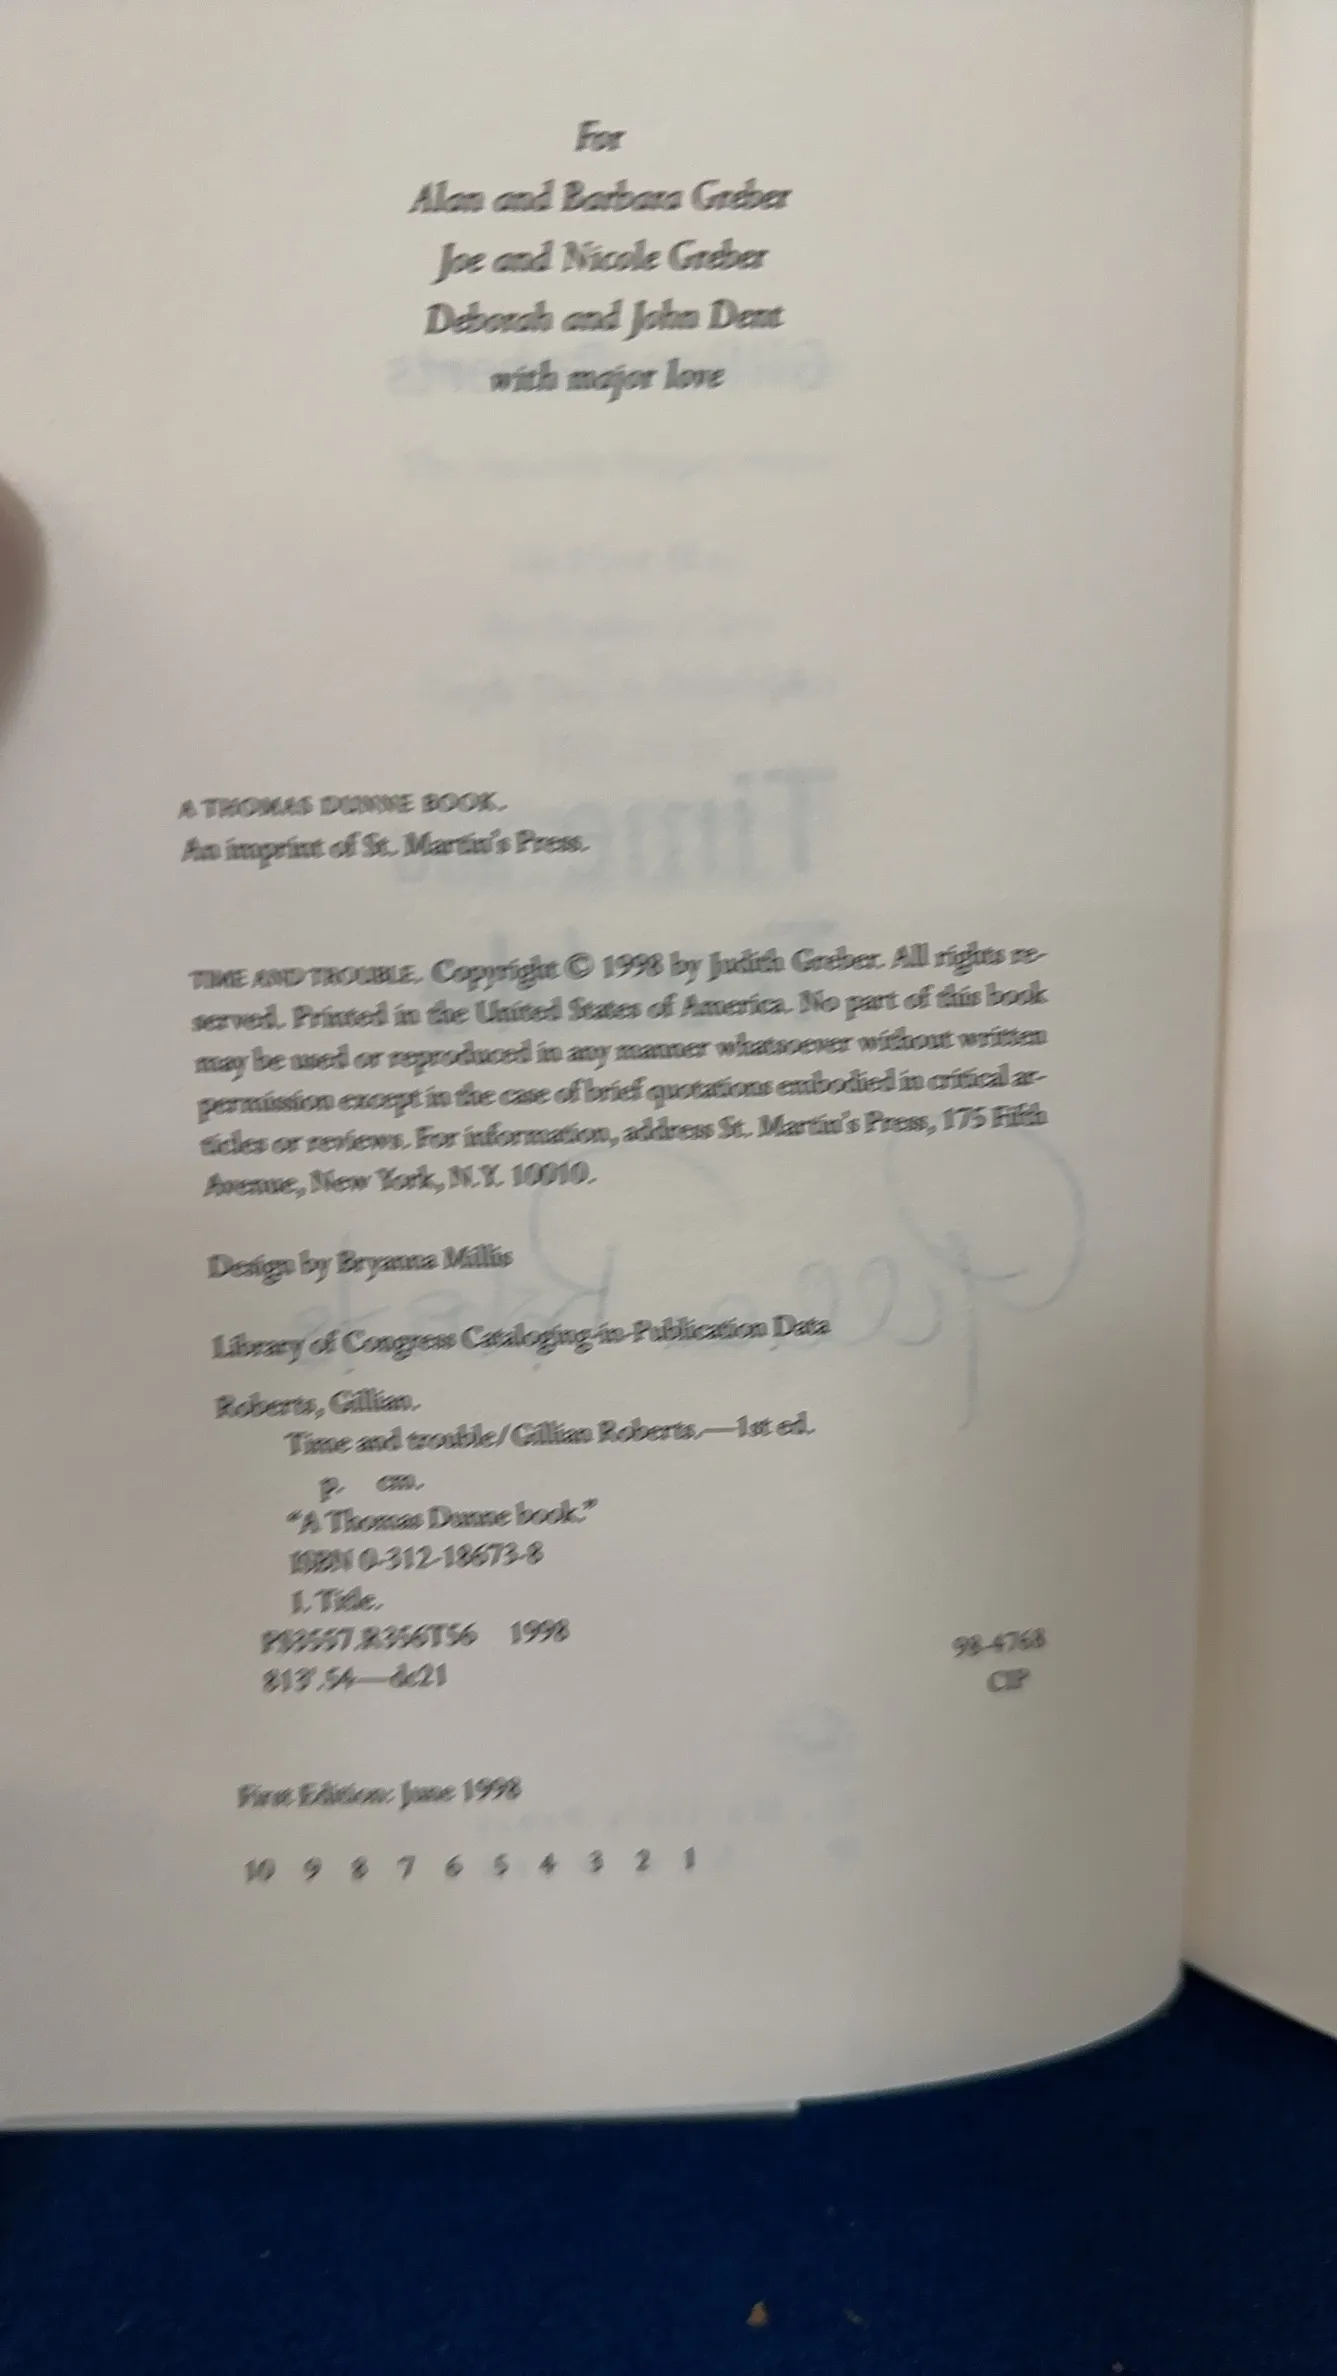 For
Alan and Barbara Greber
Joe and Nicole Greber
Deborah and John Dent
with major love
A THOMAS DUNNE BOOK.
An imprint of St. Martin's Press.
TIME AND TROUBLE. Copyright © 1998 by Judith Greber. All rights re-
served. Printed in the United States of America. No part of this book
may be used or reproduced in any manner whatsoever without written
permission except in the case of brief quotations embodied in critical ar-
ticles or reviews. For information, address St. Martin's Press, 175 Fifth
Avenue, New York, N.Y. 10010.
Design by Bryanna Millis
Library of Congress Cataloging-in-Publication Data
Roberts, Gillian.
Time and trouble/Gillian Roberts.—1st ed.
p. cm.
"A Thomas Dunne book."
ISBN 0-312-18673-8
I. Title.
PS3557.R356T56 1998 98-4768
813'.54—dc21 CIP
First Edition: June 1998
10 9 8 7 6 5 4 3 2 1